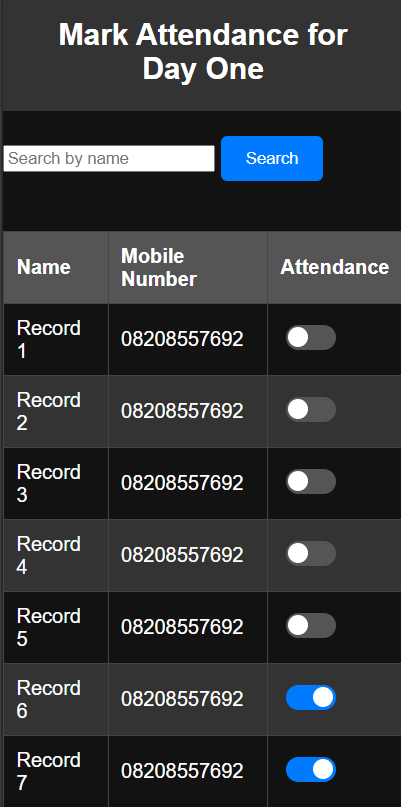 Mark Attendance for
Day One
Search by name
Search
Name
Mobile
Number
Attendance
Record
1
08208557692
Record
2
08208557692
Record
3
08208557692
Record
4
08208557692
Record
5
08208557692
Record
6
08208557692
Record
7
08208557692